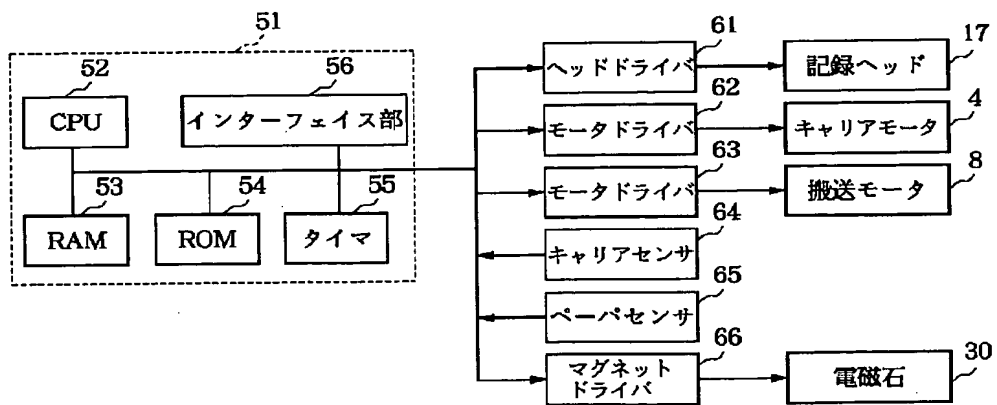 51
52
CPU
56
インターフェイス部
53
RAM
54
ROM
55
タイマ
61
ヘッドドライバ
17
記録ヘッド
62
モータドライバ
4
キャリアモータ
63
モータドライバ
8
搬送モータ
64
キャリアセンサ
65
ペーパセンサ
66
マグネット
ドライバ
30
電磁石